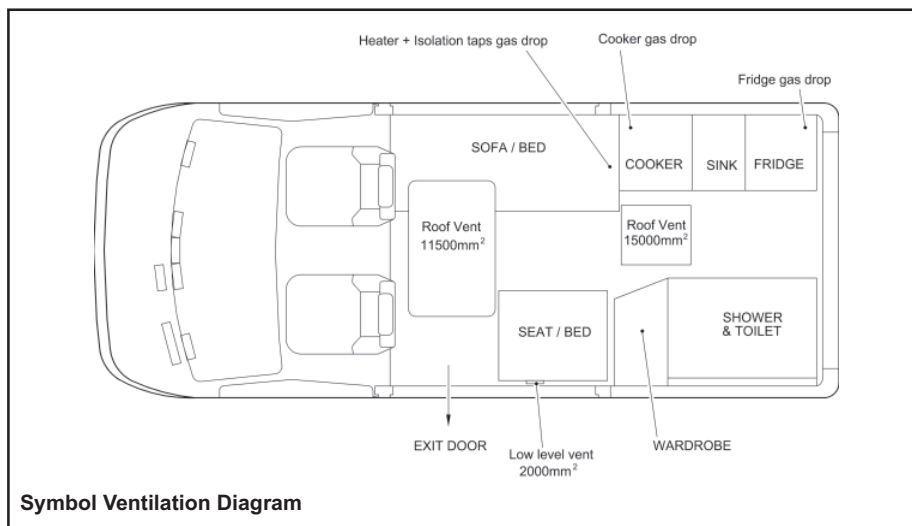 Heater + Isolation taps gas drop
Cooker gas drop
Fridge gas drop
SOFA / BED
COOKER
SINK
FRIDGE
Roof Vent
11500mm²
Roof Vent
15000mm²
SEAT / BED
SHOWER
& TOILET
EXIT DOOR
Low level vent
2000mm²
WARDROBE
Symbol Ventilation Diagram